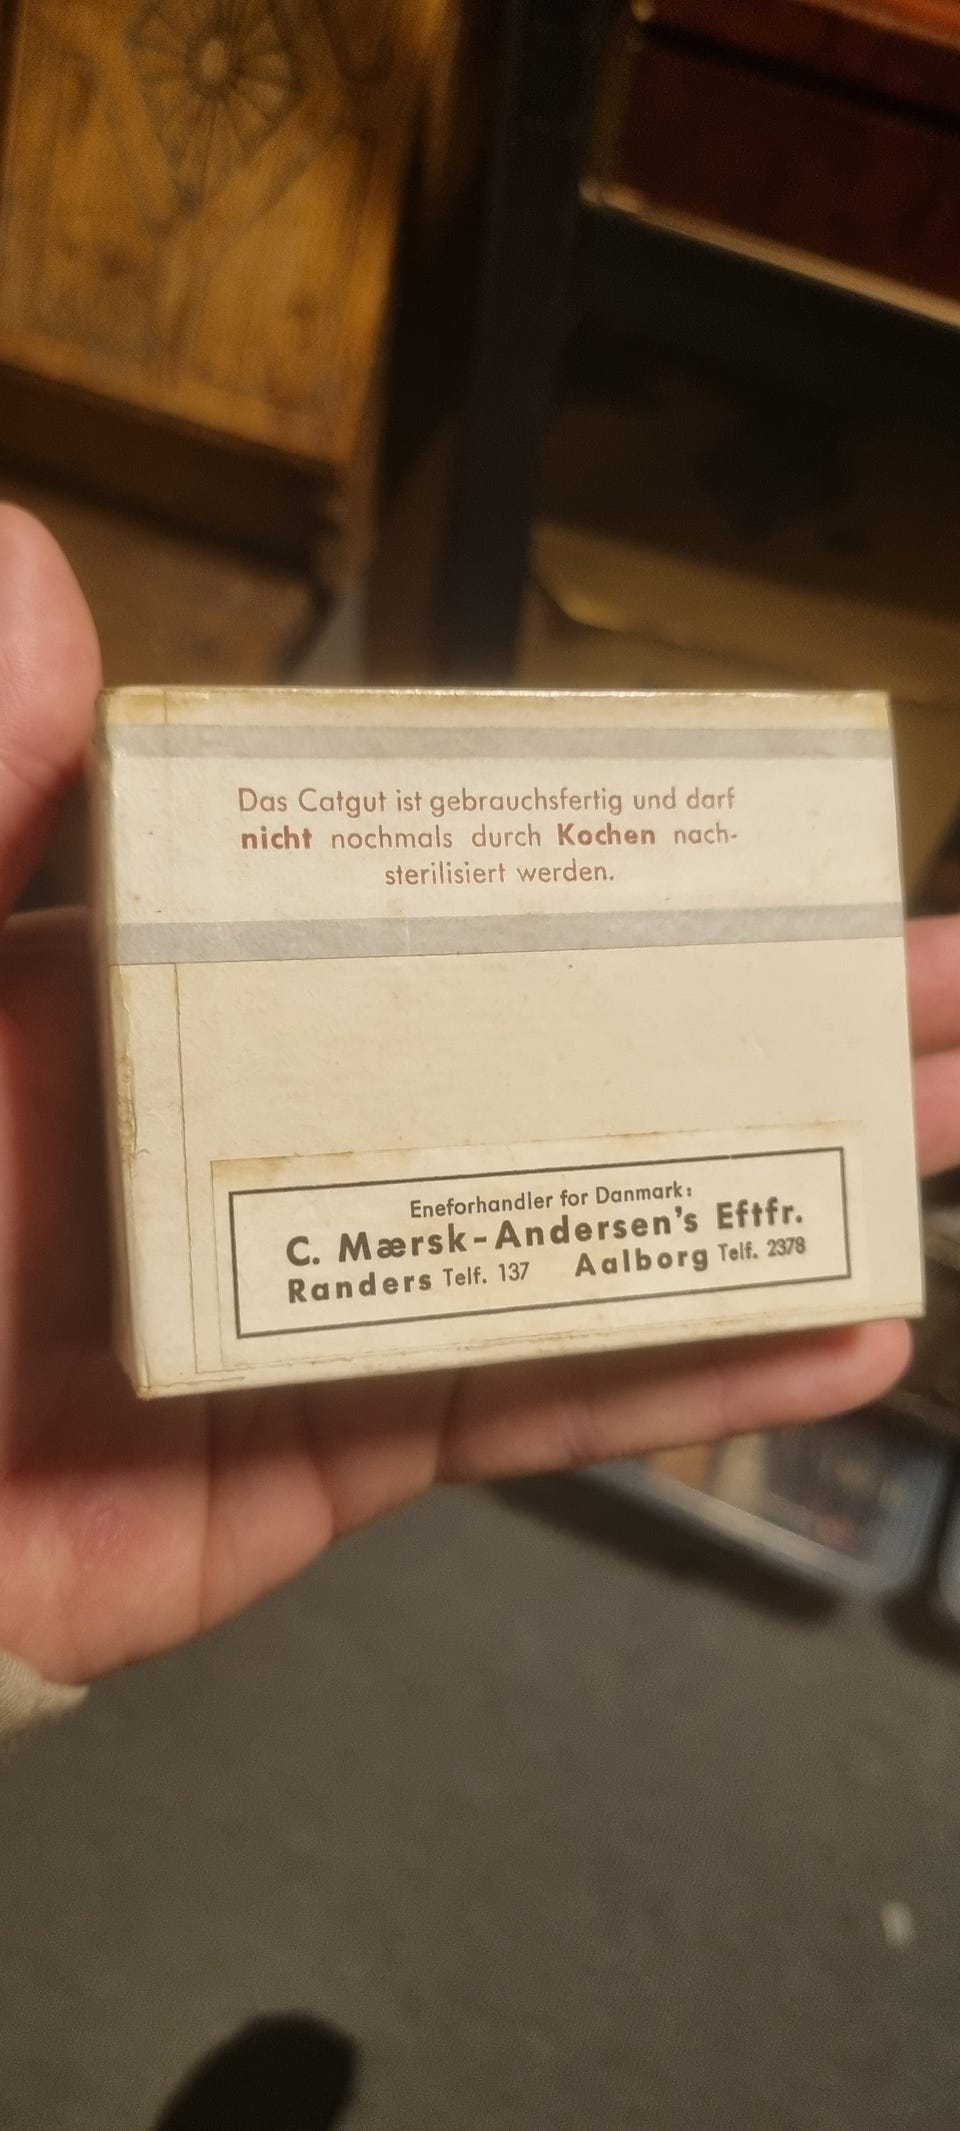 Das Catgut ist gebrauchsfertig und darf
nicht nochmals durch Kochen nach-
sterilisiert werden.
Eneforhandler for Danmark:
C. Mærsk-Andersen's Eftfr.
Randers Telf. 137 Aalborg Telf. 2378